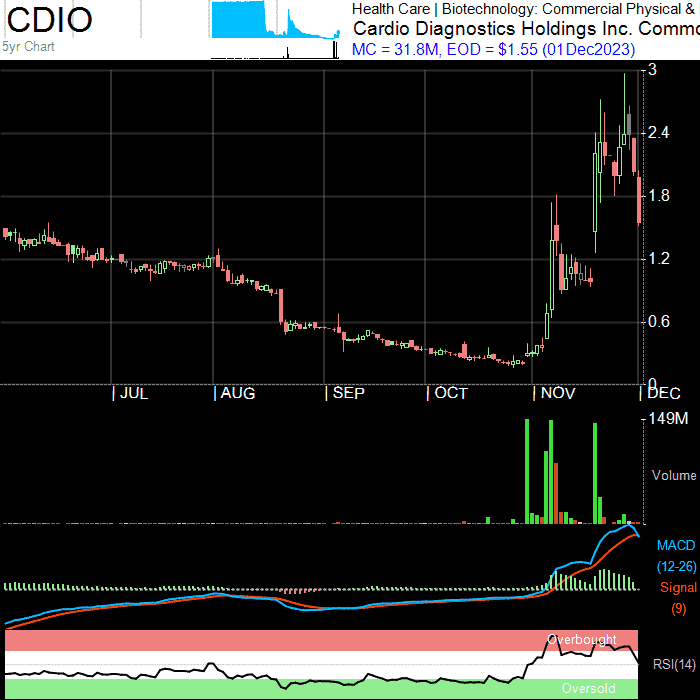 CDIO
5yr Chart
Health Care | Biotechnology: Commercial Physical &
Cardio Diagnostics Holdings Inc. Commo
MC = 31.8M, EOD = $1.55 (01Dec2023)
3
2.4
1.8
1.2
0.6
0
JUL AUG SEP OCT NOV DEC
149M
Volume
MACD
(12-26)
Signal
(9)
Overbought
RSI(14)
Oversold